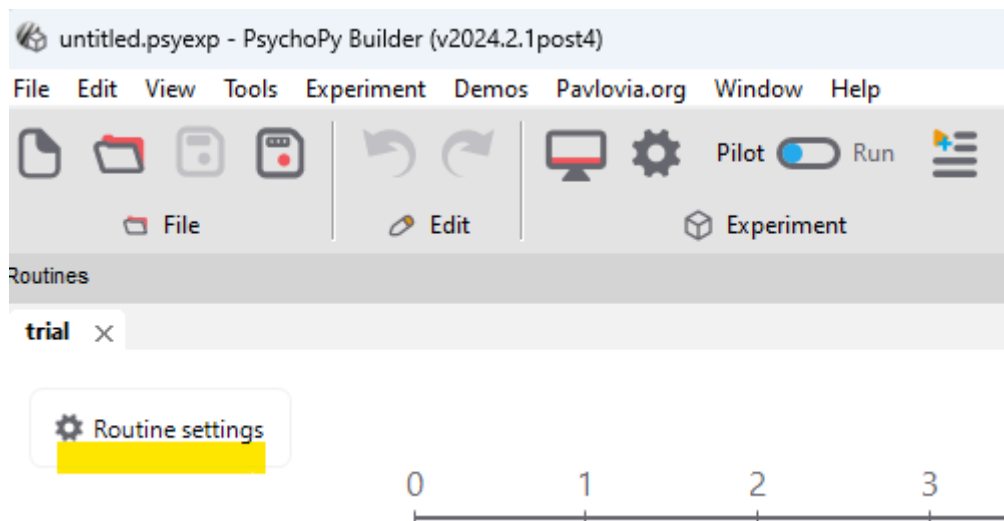 untitled.psyexp - PsychoPy Builder (v2024.2.1post4)
File Edit View Tools Experiment Demos Pavlovia.org Window Help
Pilot Run
File Edit Experiment
Routines
trial
Routine settings
0 1 2 3